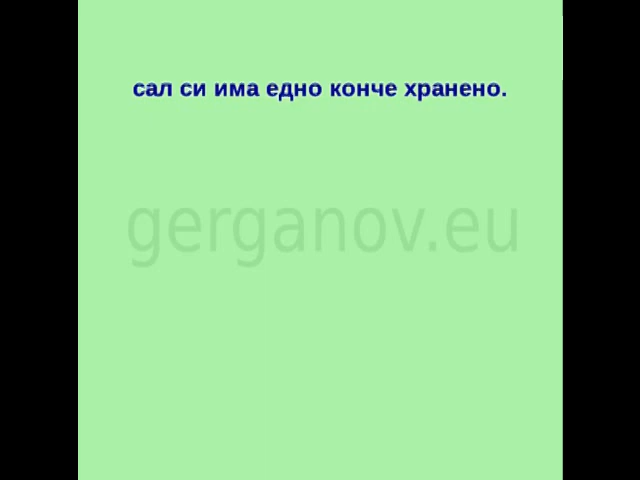 сал си има едно конче хранено.
gerganov.eu